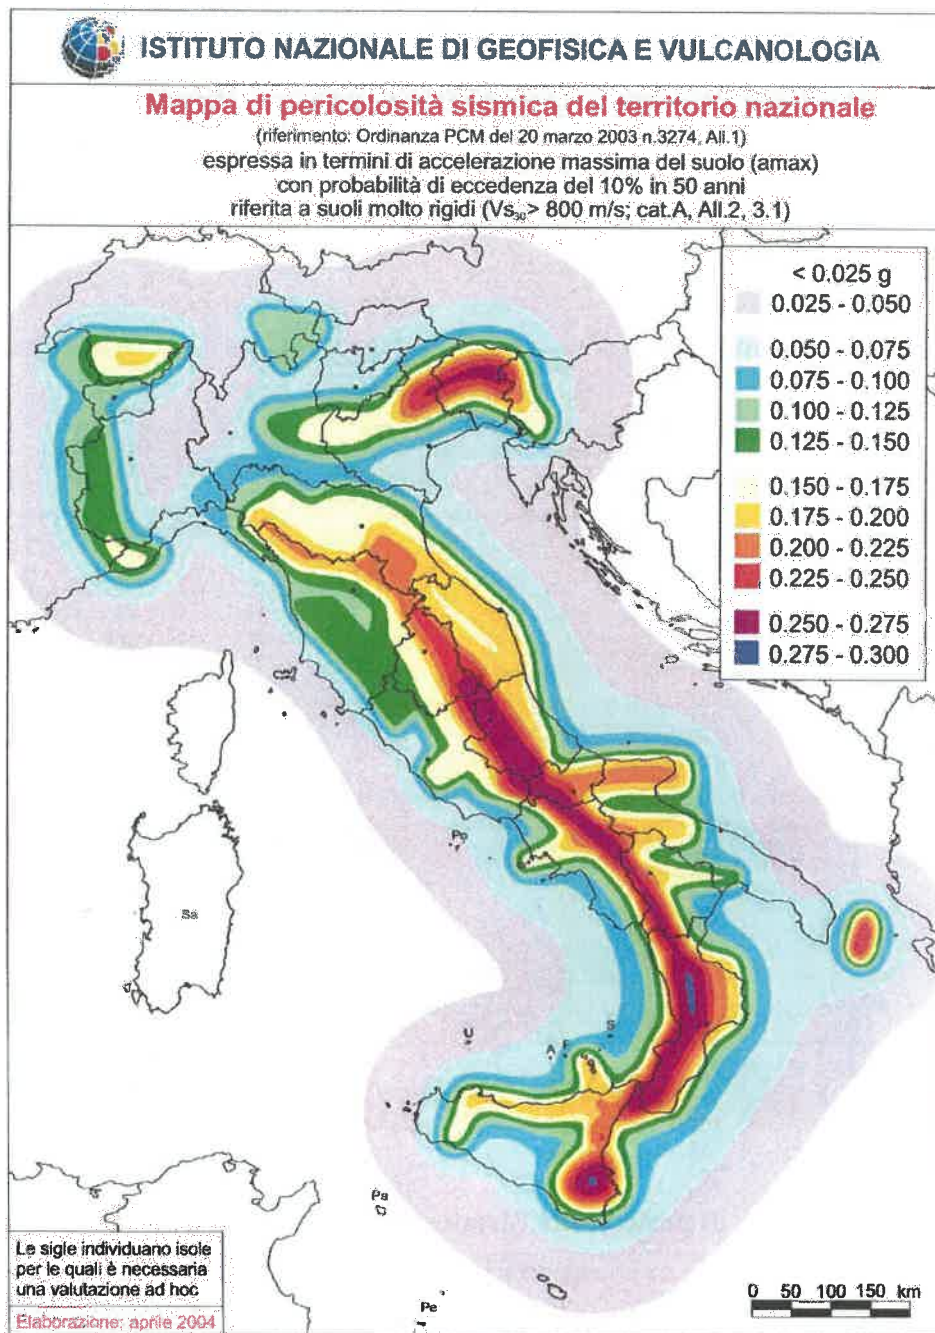 ISTITUTO NAZIONALE DI GEOFISICA E VULCANOLOGIA
Mappa di pericolosità sismica del territorio nazionale
(riferimento: Ordinanza PCM del 20 marzo 2003 n.3274, All.1)
espressa in termini di accelerazione massima del suolo (amax)
con probabilità di eccedenza del 10% in 50 anni
riferita a suoli molto rigidi (Vs₃₀> 800 m/s; cat.A, All.2, 3.1)
< 0.025 g
0.025 - 0.050
0.050 - 0.075
0.075 - 0.100
0.100 - 0.125
0.125 - 0.150
0.150 - 0.175
0.175 - 0.200
0.200 - 0.225
0.225 - 0.250
0.250 - 0.275
0.275 - 0.300
Po
Sa
U
A
F
S
Pa
Pe
Le sigle individuano isole
per le quali è necessaria
una valutazione ad hoc
Elaborazione: aprile 2004
0 50 100 150 km